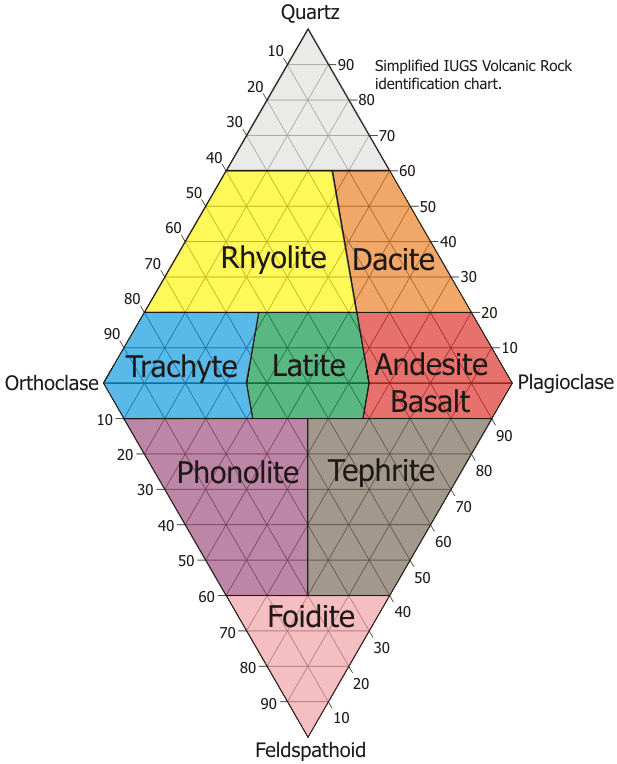 Quartz
10
90
Simplified IUGS Volcanic Rock
identification chart.
20
80
30
70
40
60
50
50
60
40
Rhyolite
Dacite
70
30
80
20
90
10
Trachyte
Latite
Andesite
Basalt
Orthoclase
Plagioclase
10
90
20
80
Phonolite
Tephrite
30
70
40
60
50
50
60
40
Foidite
70
30
80
20
90
10
Feldspathoid